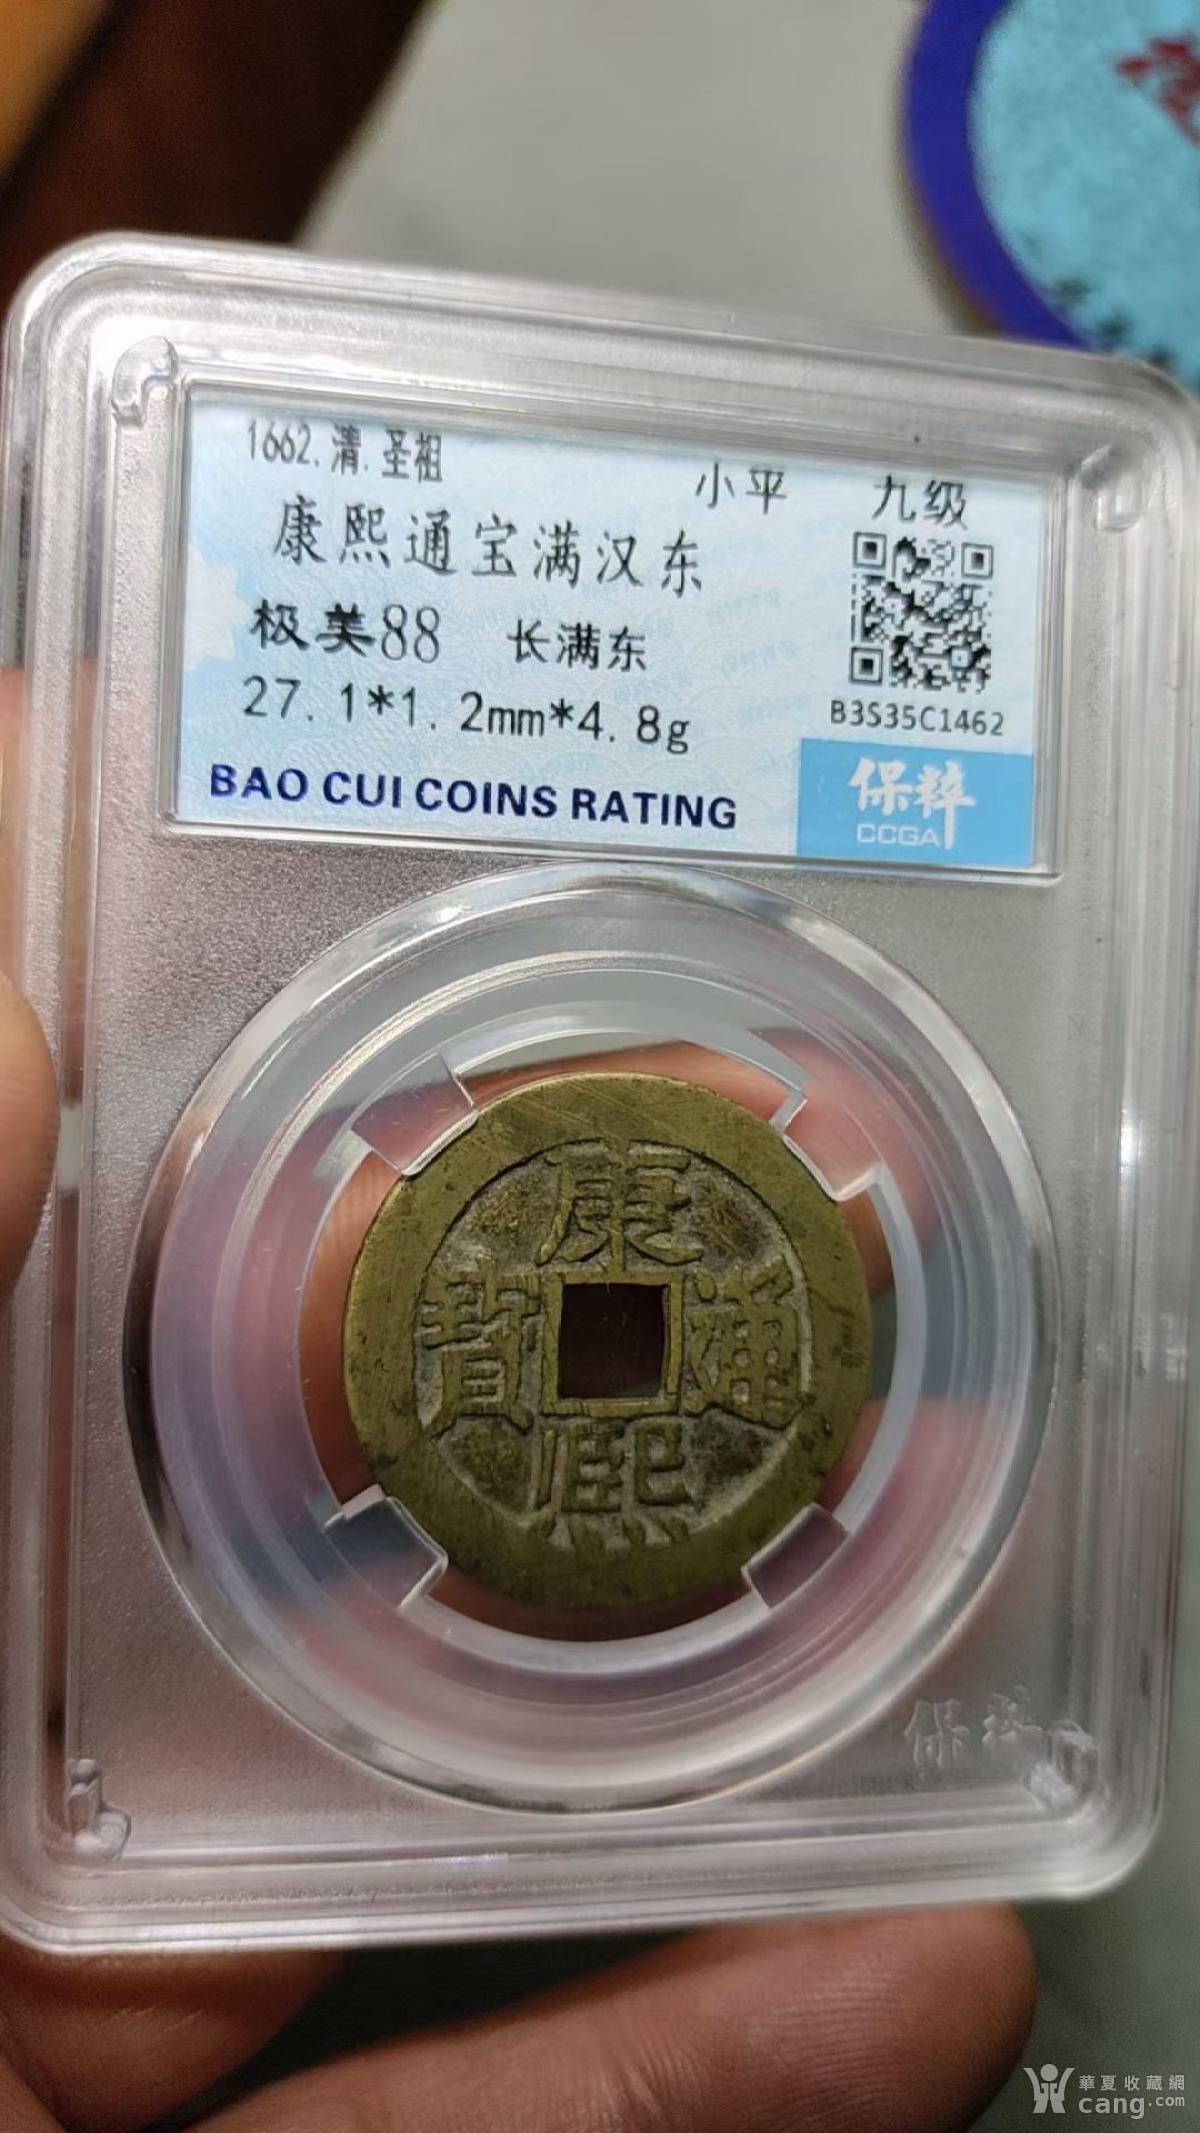 1662.清.圣祖
小平 九级
康熙通宝满汉东
极美88 长满东
27.1*1.2mm*4.8g
B3S35C1462
BAO CUI COINS RATING
保粹
CCGA
康
寶 通
熙
保粹
華夏收藏網
cang.com